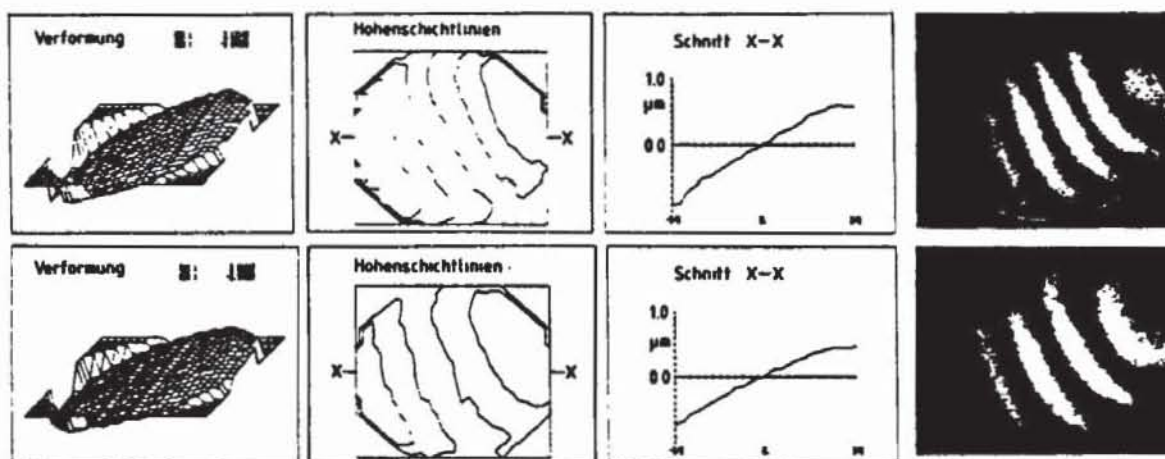 Verformung
Hohenschichtlinien
X X
Schnitt X-X
1.0
µm
0.0
Verformung
Hohenschichtlinien
X X
Schnitt X-X
1.0
µm
0.0